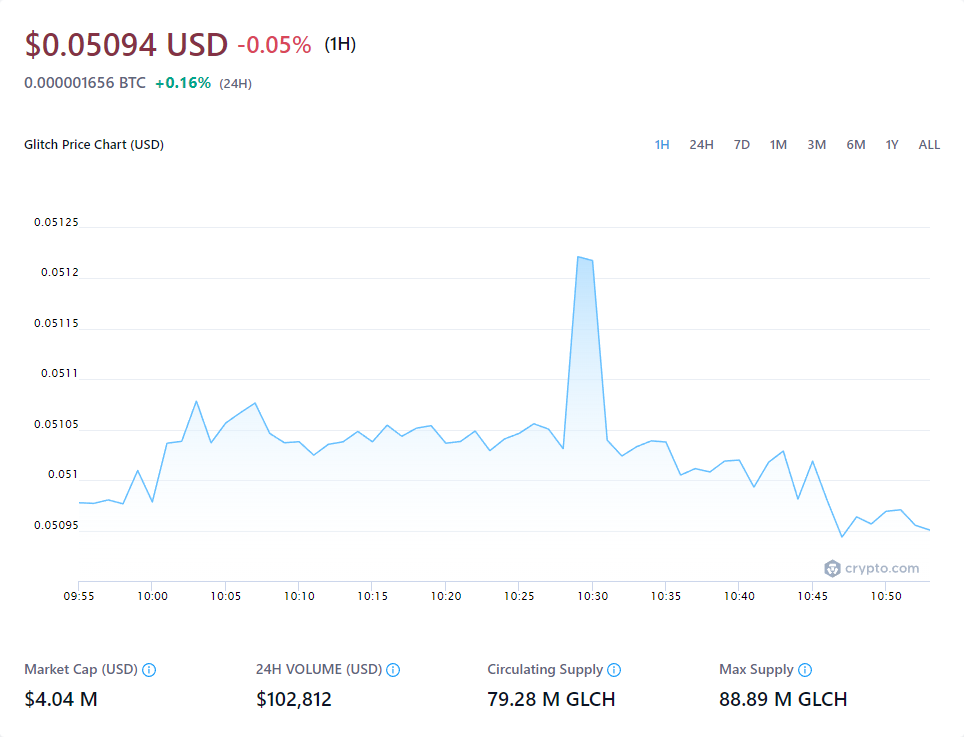 $0.05094 USD -0.05% (1H)
0.000001656 BTC +0.16% (24H)
Glitch Price Chart (USD) 1H 24H 7D 1M 3M 6M 1Y ALL
0.05125
0.0512
0.05115
0.0511
0.05105
0.051
0.05095
crypto.com
09:55 10:00 10:05 10:10 10:15 10:20 10:25 10:30 10:35 10:40 10:45 10:50
Market Cap (USD) 24H VOLUME (USD) Circulating Supply Max Supply
$4.04 M $102,812 79.28 M GLCH 88.89 M GLCH